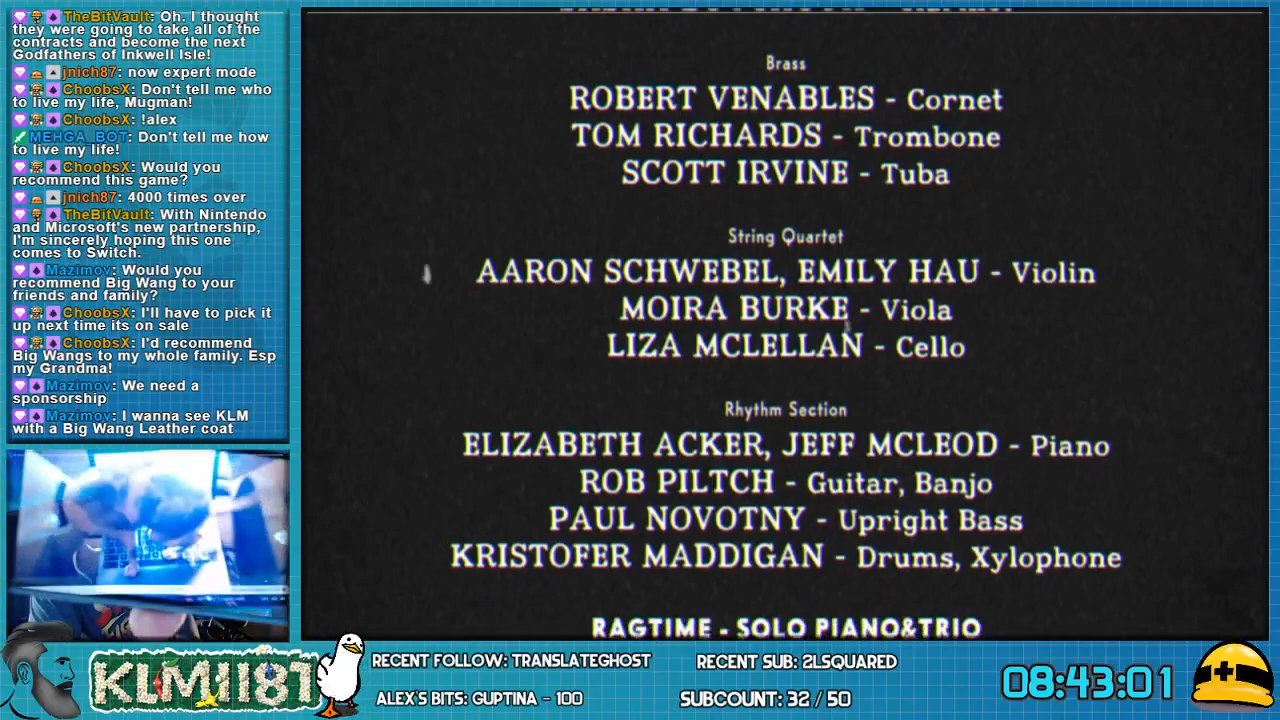 TheBitVault: Oh. I thought
they were going to take all of the
contracts and become the next
Godfathers of Inkwell Isle!
jnich87: now expert mode
ChoobsX: Don't tell me who
to live my life, Mugman!
ChoobsX: !alex
MEHGA_BOT: Don't tell me how
to live my life!
ChoobsX: Would you
recommend this game?
jnich87: 4000 times over
TheBitVault: With Nintendo
and Microsoft's new partnership,
I'm sincerely hoping this one
comes to Switch.
Mazimov: Would you
recommend Big Wang to your
friends and family?
ChoobsX: I'll have to pick it
up next time its on sale
ChoobsX: I'd recommend
Big Wangs to my whole family. Esp
my Grandma!
Mazimov: We need a
sponsorship
Mazimov: I wanna see KLM
with a Big Wang Leather coat
Brass
ROBERT VENABLES - Cornet
TOM RICHARDS - Trombone
SCOTT IRVINE - Tuba
String Quartet
AARON SCHWEBEL, EMILY HAU - Violin
MOIRA BURKE - Viola
LIZA MCLELLAN - Cello
Rhythm Section
ELIZABETH ACKER, JEFF MCLEOD - Piano
ROB PILTCH - Guitar, Banjo
PAUL NOVOTNY - Upright Bass
KRISTOFER MADDIGAN - Drums, Xylophone
RAGTIME - SOLO PIANO&TRIO
KLM1187
RECENT FOLLOW: TRANSLATEGHOST
RECENT SUB: 2LSQUARED
ALEX'S BITS: GUPTINA - 100
SUBCOUNT: 32 / 50
08:43:01